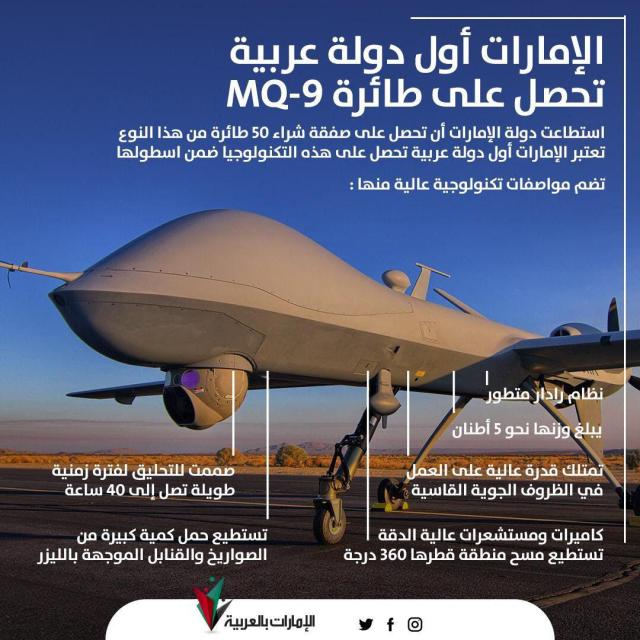 الإمارات أول دولة عربية
تحصل على طائرة MQ-9
استطاعت دولة الإمارات أن تحصل على صفقة شراء 50 طائرة من هذا النوع
تعتبر الإمارات أول دولة عربية تحصل على هذه التكنولوجيا ضمن اسطولها
تضم مواصفات تكنولوجية عالية منها :
نظام رادار متطور
يبلغ وزنها نحو 5 أطنان
تمتلك قدرة عالية على العمل
في الظروف الجوية القاسية
صممت للتحليق لفترة زمنية
طويلة تصل إلى 40 ساعة
كاميرات ومستشعرات عالية الدقة
تستطيع مسح منطقة قطرها 360 درجة
تستطيع حمل كمية كبيرة من
الصواريخ والقنابل الموجهة بالليزر
الإمارات بالعربية